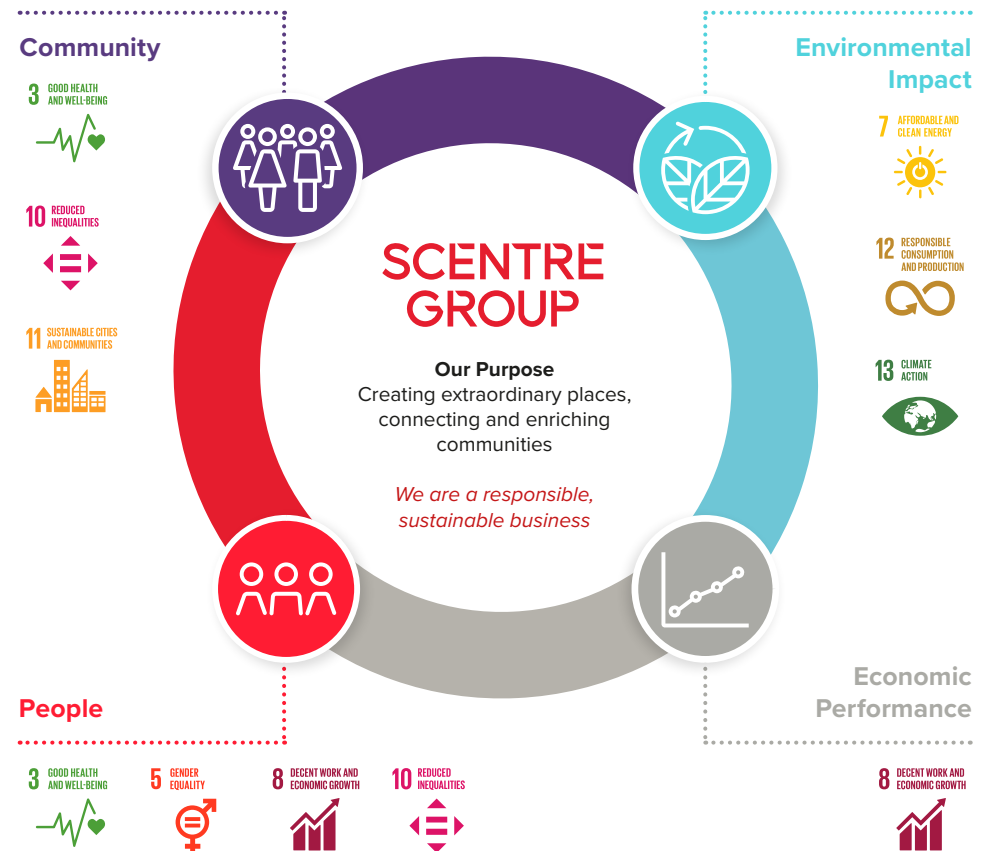 Community
3 GOOD HEALTH
AND WELL-BEING
10 REDUCED
INEQUALITIES
11 SUSTAINABLE CITIES
AND COMMUNITIES
Environmental
Impact
7 AFFORDABLE AND
CLEAN ENERGY
12 RESPONSIBLE
CONSUMPTION
AND PRODUCTION
13 CLIMATE
ACTION
SCENTRE
GROUP
Our Purpose
Creating extraordinary places,
connecting and enriching
communities
We are a responsible,
sustainable business
People
3 GOOD HEALTH
AND WELL-BEING
5 GENDER
EQUALITY
8 DECENT WORK AND
ECONOMIC GROWTH
10 REDUCED
INEQUALITIES
Economic
Performance
8 DECENT WORK AND
ECONOMIC GROWTH